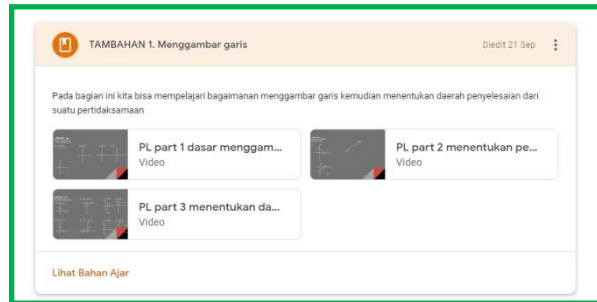 TAMBAHAN 1. Menggambar garis
Diedit 21 Sep
Pada bagian ini kita bisa mempelajari bagaimanan menggambar garis kemudian menentukan daerah penyelesaian dari
suatu pertidaksamaan
PL part 1 dasar menggam...
Video
PL part 2 menentukan pe...
Video
PL part 3 menentukan da...
Video
Lihat Bahan Ajar